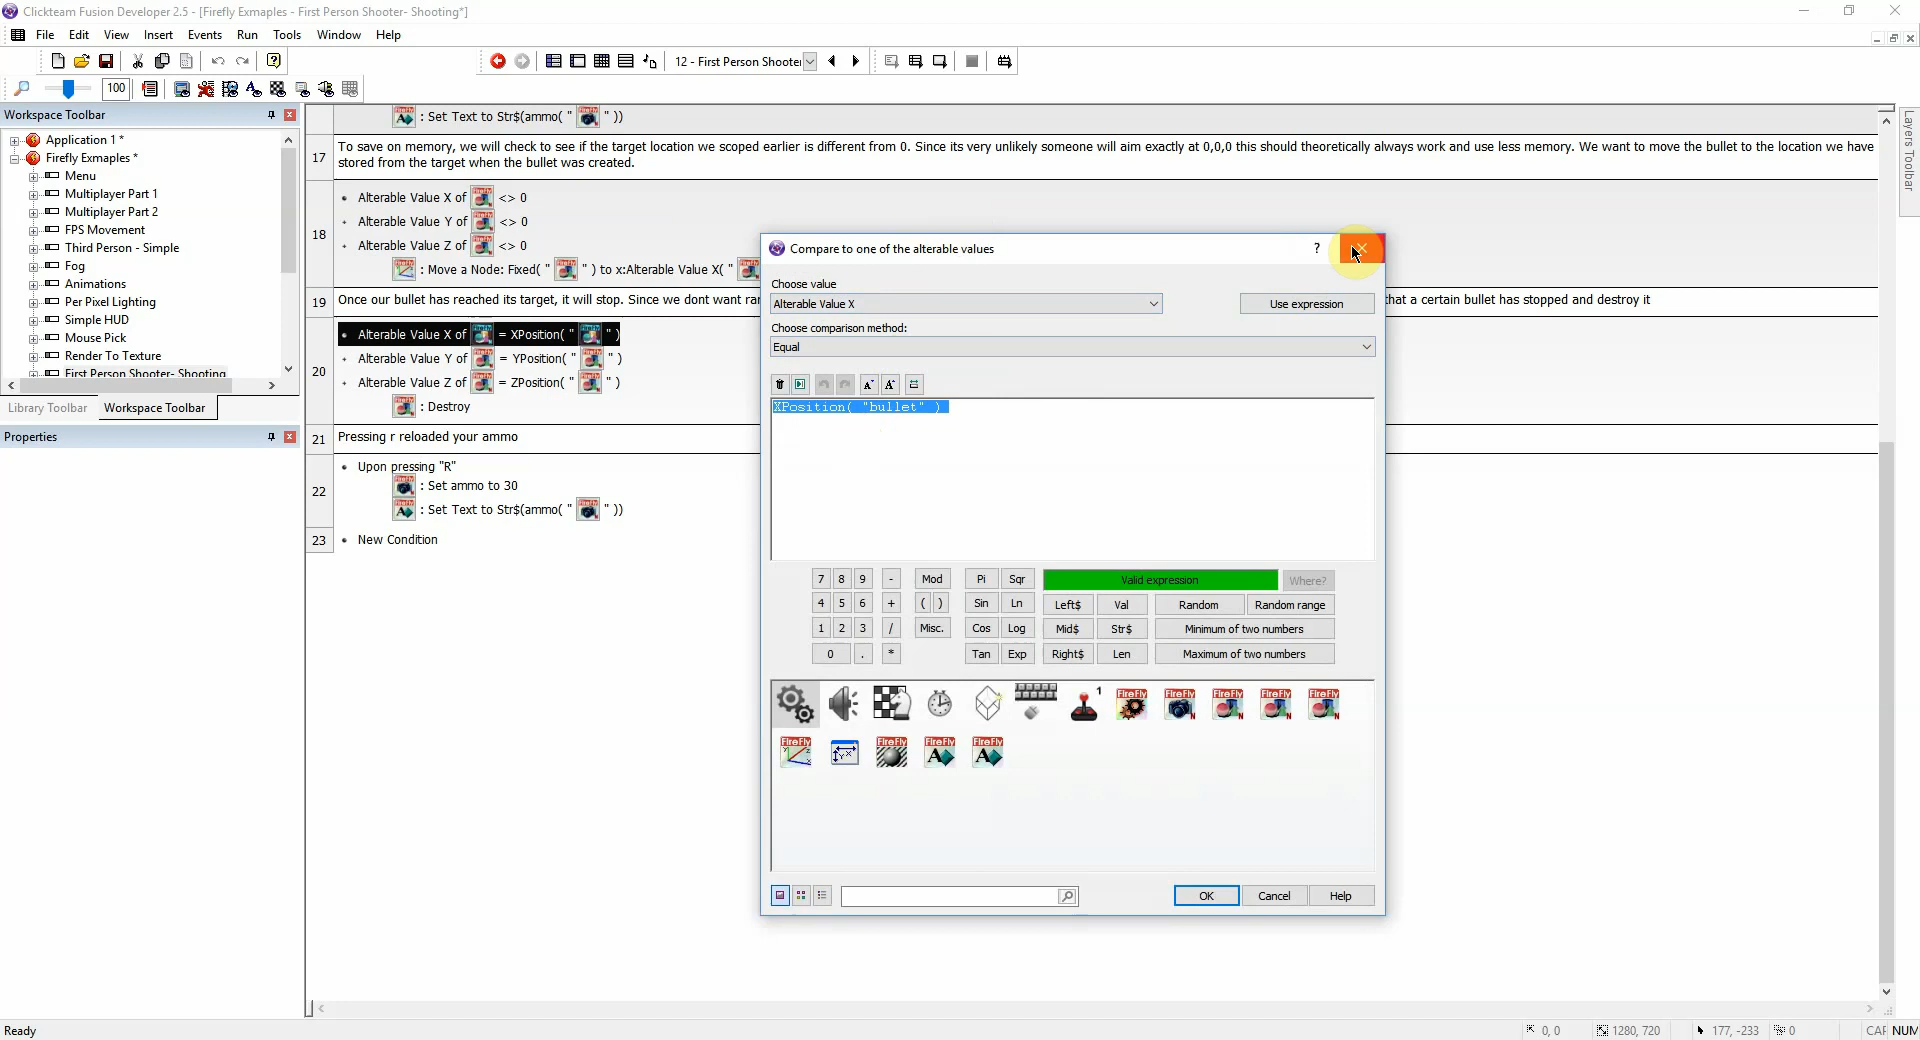 Clickteam Fusion Developer 2.5 - [Firefly Exmaples - First Person Shooter- Shooting*]
File Edit View Insert Events Run Tools Window Help
12 - First Person Shooter
100
Workspace Toolbar
Application 1 *
Firefly Exmaples *
Menu
Multiplayer Part 1
Multiplayer Part 2
FPS Movement
Third Person - Simple
Fog
Animations
Per Pixel Lighting
Simple HUD
Mouse Pick
Render To Texture
First Person Shooter- Shooting
Library Toolbar Workspace Toolbar
Properties
Layers Toolbar
: Set Text to Str$(ammo( " " ))
17 To save on memory, we will check to see if the target location we scoped earlier is different from 0. Since its very unlikely someone will aim exactly at 0,0,0 this should theoretically always work and use less memory. We want to move the bullet to the location we have
stored from the target when the bullet was created.
18
Alterable Value X of <> 0
Alterable Value Y of <> 0
Alterable Value Z of <> 0
: Move a Node: Fixed( " " ) to x:Alterable Value X( "
19 Once our bullet has reached its target, it will stop. Since we dont want ran
that a certain bullet has stopped and destroy it
20
Alterable Value X of = XPosition( " " )
Alterable Value Y of = YPosition( " " )
Alterable Value Z of = ZPosition( " " )
: Destroy
21 Pressing r reloaded your ammo
22
Upon pressing "R"
: Set ammo to 30
: Set Text to Str$(ammo( " " ))
23 New Condition
Compare to one of the alterable values ?
Choose value
Alterable Value X Use expression
Choose comparison method:
Equal
XPosition( "bullet" )
7 8 9 - Mod Pi Sqr Valid expression Where?
4 5 6 + ( ) Sin Ln Left$ Val Random Random range
1 2 3 / Misc. Cos Log Mid$ Str$ Minimum of two numbers
0 . * Tan Exp Right$ Len Maximum of two numbers
1 FireFly FireFly N FireFly N FireFly N FireFly N
FireFly FireFly FireFly A FireFly A
OK Cancel Help
Ready 0, 0 1280, 720 177, -233 0 CAP NUM